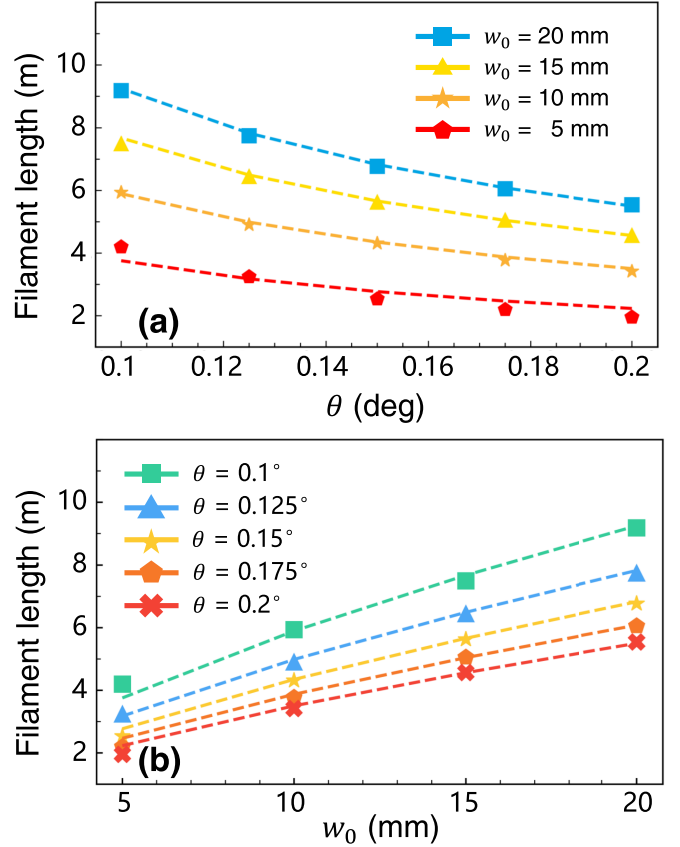 Filament length (m)
10
8
6
4
2
w₀ = 20 mm
w₀ = 15 mm
w₀ = 10 mm
w₀ = 5 mm
(a)
0.1 0.12 0.14 0.16 0.18 0.2
θ (deg)
Filament length (m)
10
8
6
4
2
θ = 0.1°
θ = 0.125°
θ = 0.15°
θ = 0.175°
θ = 0.2°
(b)
5 10 15 20
w₀ (mm)